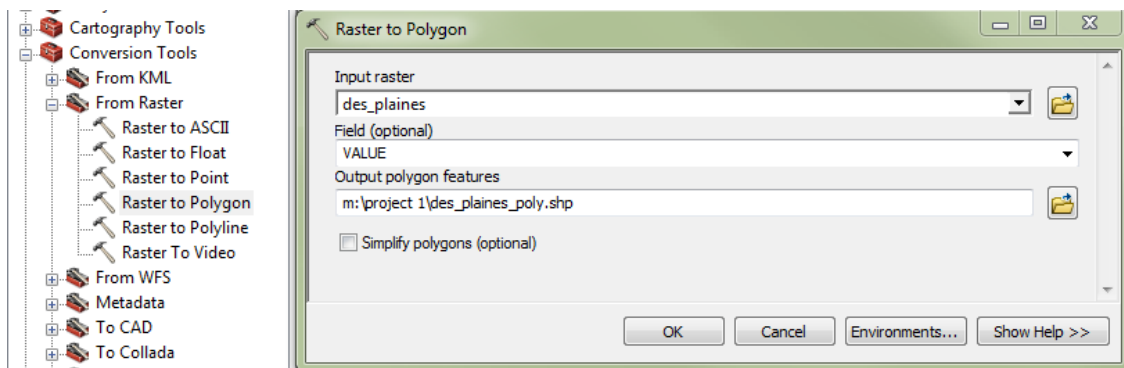 Cartography Tools
Conversion Tools
From KML
From Raster
Raster to ASCII
Raster to Float
Raster to Point
Raster to Polygon
Raster to Polyline
Raster To Video
From WFS
Metadata
To CAD
To Collada
Raster to Polygon
Input raster
des_plaines
Field (optional)
VALUE
Output polygon features
m:\project 1\des_plaines_poly.shp
Simplify polygons (optional)
OK Cancel Environments... Show Help >>